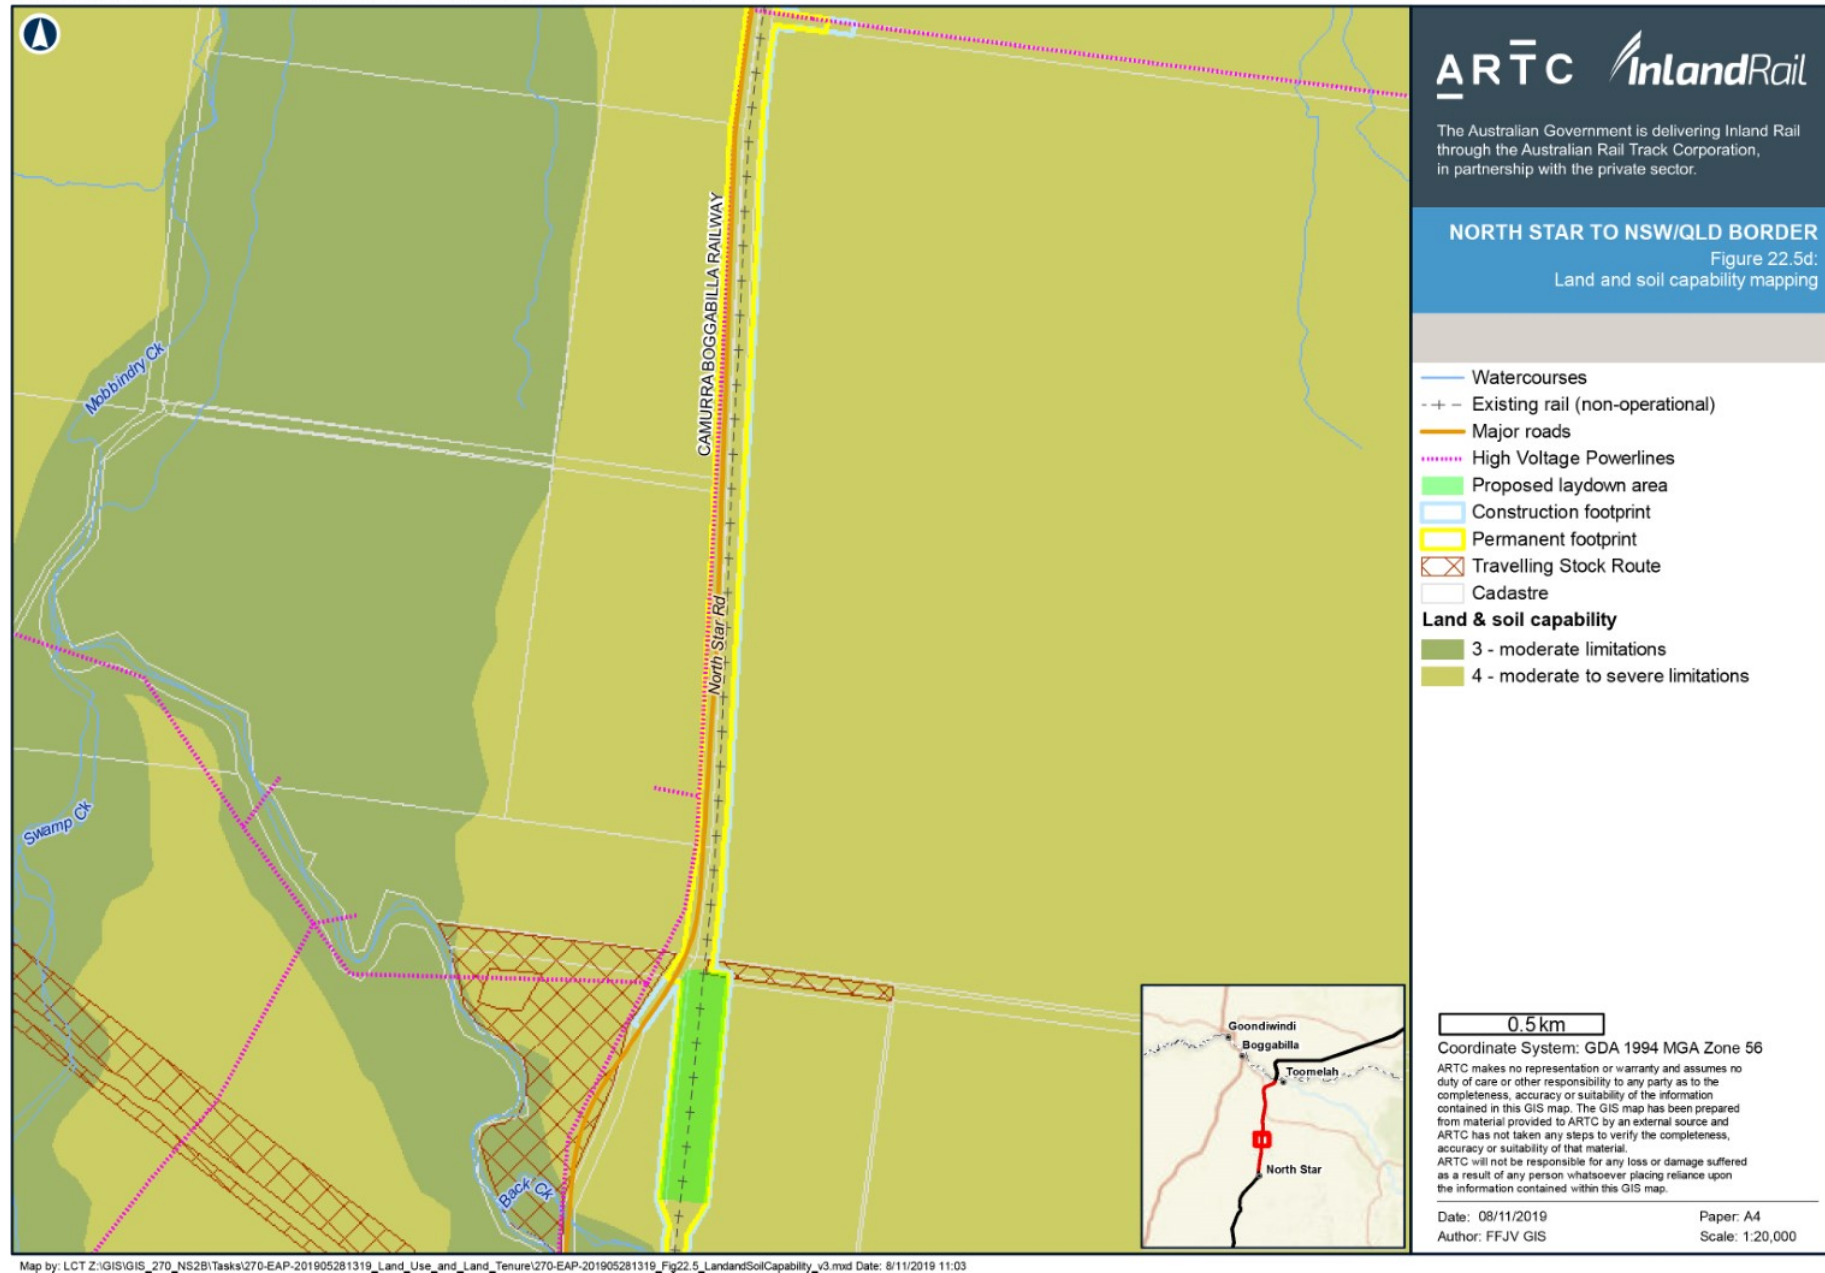 ARTC InlandRail
The Australian Government is delivering Inland Rail
through the Australian Rail Track Corporation,
in partnership with the private sector.
NORTH STAR TO NSW/QLD BORDER
Figure 22.5d:
Land and soil capability mapping
Watercourses
Existing rail (non-operational)
Major roads
High Voltage Powerlines
Proposed laydown area
Construction footprint
Permanent footprint
Travelling Stock Route
Cadastre
Land & soil capability
3 - moderate limitations
4 - moderate to severe limitations
CAMURRA BOGGABILLA RAILWAY
North Star Rd
Mobbindry Ck
Swamp Ck
Back Ck
Goondiwindi
Boggabilla
Toomelah
North Star
0.5 km
Coordinate System: GDA 1994 MGA Zone 56
ARTC makes no representation or warranty and assumes no
duty of care or other responsibility to any party as to the
completeness, accuracy or suitability of the information
contained in this GIS map. The GIS map has been prepared
from material provided to ARTC by an external source and
ARTC has not taken any steps to verify the completeness,
accuracy or suitability of that material.
ARTC will not be responsible for any loss or damage suffered
as a result of any person whatsoever placing reliance upon
the information contained within this GIS map.
Date: 08/11/2019 Paper: A4
Author: FFJV GIS Scale: 1:20,000
Map by: LCT Z:\GIS\GIS_270_NS2B\Tasks\270-EAP-201905281319_Land_Use_and_Land_Tenure\270-EAP-201905281319_Fig22.5_LandandSoilCapability_v3.mxd Date: 8/11/2019 11:03